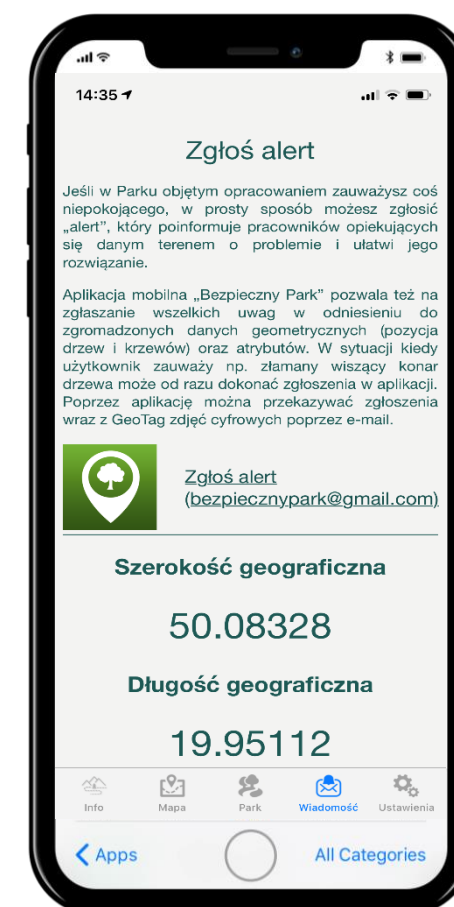 14:35
Zgłoś alert
Jeśli w Parku objętym opracowaniem zauważysz coś
niepokojącego, w prosty sposób możesz zgłosić
„alert”, który poinformuje pracowników opiekujących
się danym terenem o problemie i ułatwi jego
rozwiązanie.
Aplikacja mobilna „Bezpieczny Park” pozwala też na
zgłaszanie wszelkich uwag w odniesieniu do
zgromadzonych danych geometrycznych (pozycja
drzew i krzewów) oraz atrybutów. W sytuacji kiedy
użytkownik zauważy np. złamany wiszący konar
drzewa może od razu dokonać zgłoszenia w aplikacji.
Poprzez aplikację można przekazywać zgłoszenia
wraz z GeoTag zdjęć cyfrowych poprzez e-mail.
Zgłoś alert
(bezpiecznypark@gmail.com)
Szerokość geograficzna
50.08328
Długość geograficzna
19.95112
Info Mapa Park Wiadomość Ustawienia
Apps All Categories